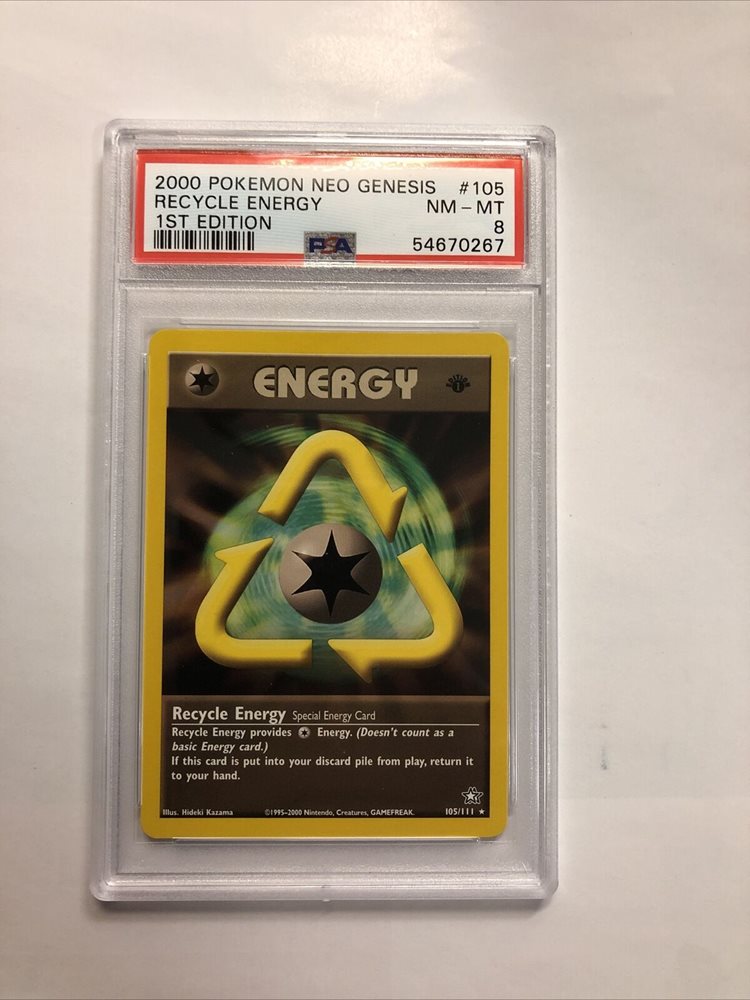 2000 POKEMON NEO GENESIS #105
RECYCLE ENERGY NM - MT
1ST EDITION 8
PSA 54670267
ENERGY
EDITION 1
Recycle Energy Special Energy Card
Recycle Energy provides Energy. (Doesn't count as a
basic Energy card.)
If this card is put into your discard pile from play, return it
to your hand.
Illus. Hideki Kazama ©1995-2000 Nintendo, Creatures, GAMEFREAK. 105/111 ★